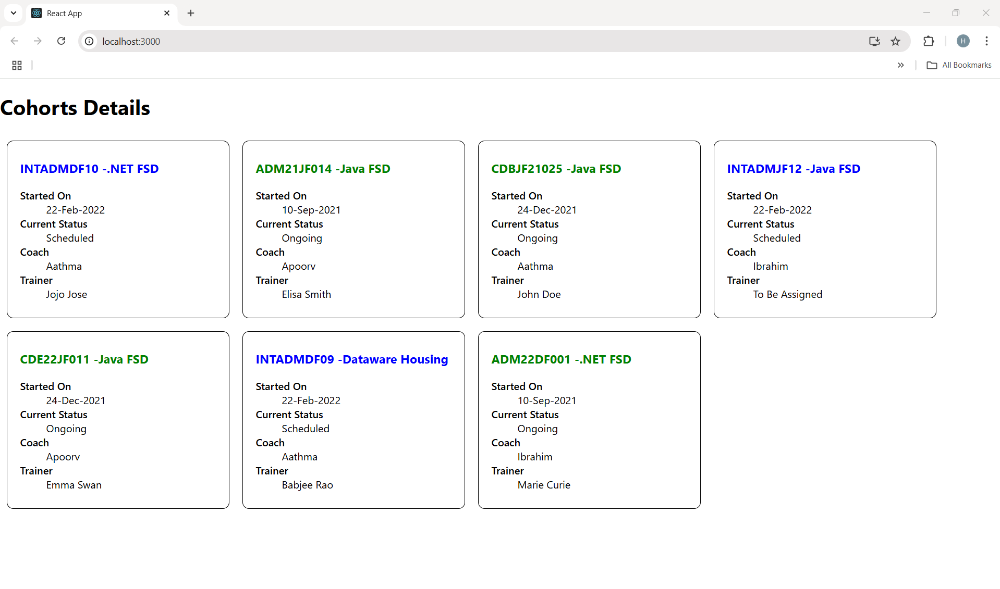 React App
localhost:3000
H
All Bookmarks
Cohorts Details
INTADMDF10 -.NET FSD
Started On
22-Feb-2022
Current Status
Scheduled
Coach
Aathma
Trainer
Jojo Jose
ADM21JF014 -Java FSD
Started On
10-Sep-2021
Current Status
Ongoing
Coach
Apoorv
Trainer
Elisa Smith
CDBJF21025 -Java FSD
Started On
24-Dec-2021
Current Status
Ongoing
Coach
Aathma
Trainer
John Doe
INTADMJF12 -Java FSD
Started On
22-Feb-2022
Current Status
Scheduled
Coach
Ibrahim
Trainer
To Be Assigned
CDE22JF011 -Java FSD
Started On
24-Dec-2021
Current Status
Ongoing
Coach
Apoorv
Trainer
Emma Swan
INTADMDF09 -Dataware Housing
Started On
22-Feb-2022
Current Status
Scheduled
Coach
Aathma
Trainer
Babjee Rao
ADM22DF001 -.NET FSD
Started On
10-Sep-2021
Current Status
Ongoing
Coach
Ibrahim
Trainer
Marie Curie